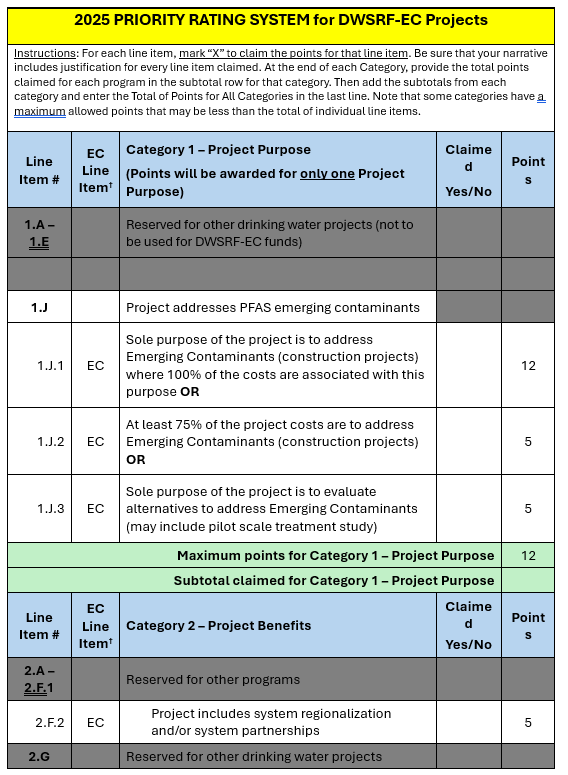 2025 PRIORITY RATING SYSTEM for DWSRF-EC Projects
Instructions: For each line item, mark “X” to claim the points for that line item. Be sure that your narrative
includes justification for every line item claimed. At the end of each Category, provide the total points
claimed for each program in the subtotal row for that category. Then add the subtotals from each
category and enter the Total of Points for All Categories in the last line. Note that some categories have a
maximum allowed points that may be less than the total of individual line items.
Line
Item #
EC
Line
Item†
Category 1 – Project Purpose
(Points will be awarded for only one Project
Purpose)
Claime
d
Yes/No
Point
s
1.A –
1.E
Reserved for other drinking water projects (not to
be used for DWSRF-EC funds)
1.J
Project addresses PFAS emerging contaminants
1.J.1
EC
Sole purpose of the project is to address
Emerging Contaminants (construction projects)
where 100% of the costs are associated with this
purpose OR
12
1.J.2
EC
At least 75% of the project costs are to address
Emerging Contaminants (construction projects)
OR
5
1.J.3
EC
Sole purpose of the project is to evaluate
alternatives to address Emerging Contaminants
(may include pilot scale treatment study)
5
Maximum points for Category 1 – Project Purpose
12
Subtotal claimed for Category 1 – Project Purpose
Line
Item #
EC
Line
Item†
Category 2 – Project Benefits
Claime
d
Yes/No
Point
s
2.A –
2.F.1
Reserved for other programs
2.F.2
EC
Project includes system regionalization
and/or system partnerships
5
2.G
Reserved for other drinking water projects